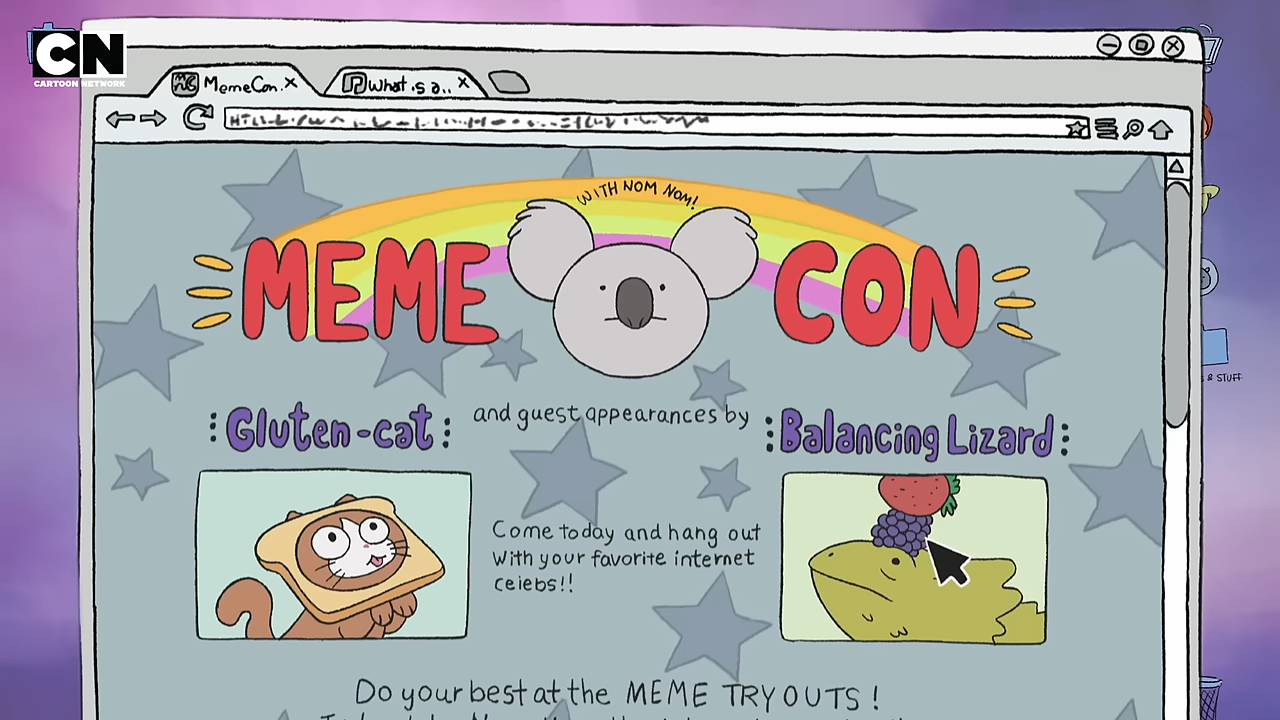 CN
CARTOON NETWORK
MemeCon.
What is a..
WITH NOM NOM!
MEME CON
Gluten-cat
and guest appearances by
Balancing Lizard
Come today and hang out
with your favorite internet
celebs!!
& STUFF
Do your best at the MEME TRYOUTS!